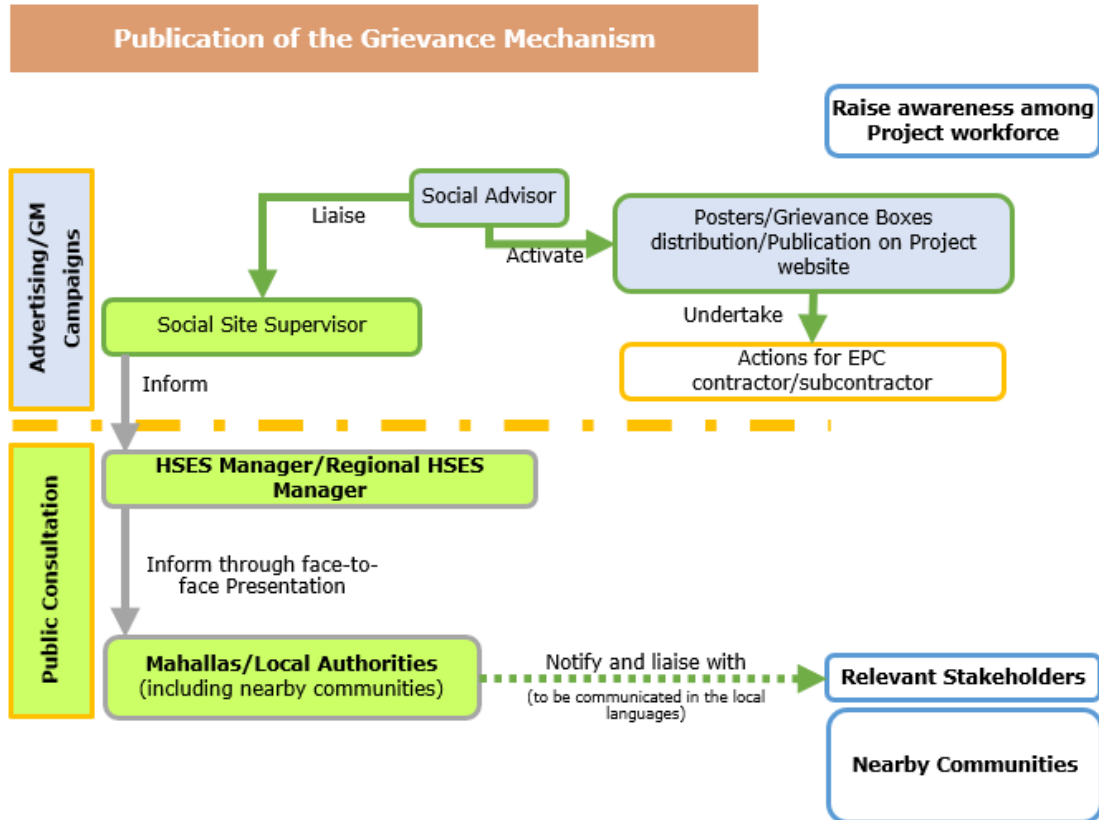 Publication of the Grievance Mechanism
Raise awareness among
Project workforce
Advertising/GM
Campaigns
Social Advisor
Liaise
Activate
Posters/Grievance Boxes
distribution/Publication on Project
website
Social Site Supervisor
Undertake
Actions for EPC
contractor/subcontractor
Inform
Public Consultation
HSES Manager/Regional HSES
Manager
Inform through face-to-
face Presentation
Mahallas/Local Authorities
(including nearby communities)
Notify and liaise with
(to be communicated in the local
languages)
Relevant Stakeholders
Nearby Communities